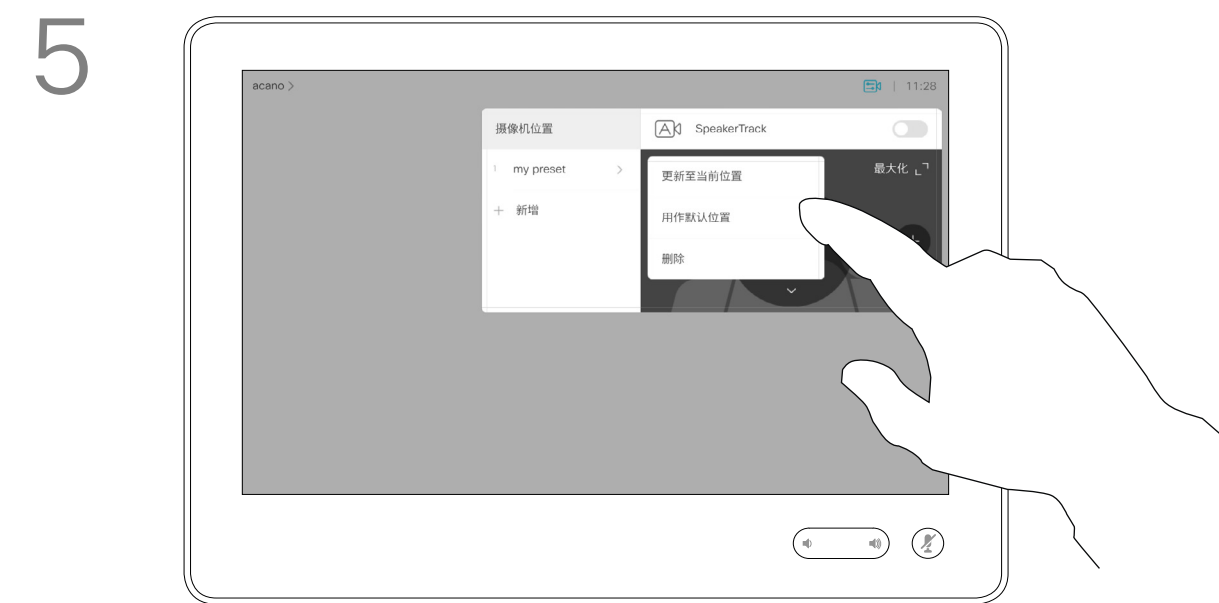 5
acano >
11:28
摄像机位置
SpeakerTrack
1 my preset >
更新至当前位置
最大化
+ 新增
用作默认位置
删除